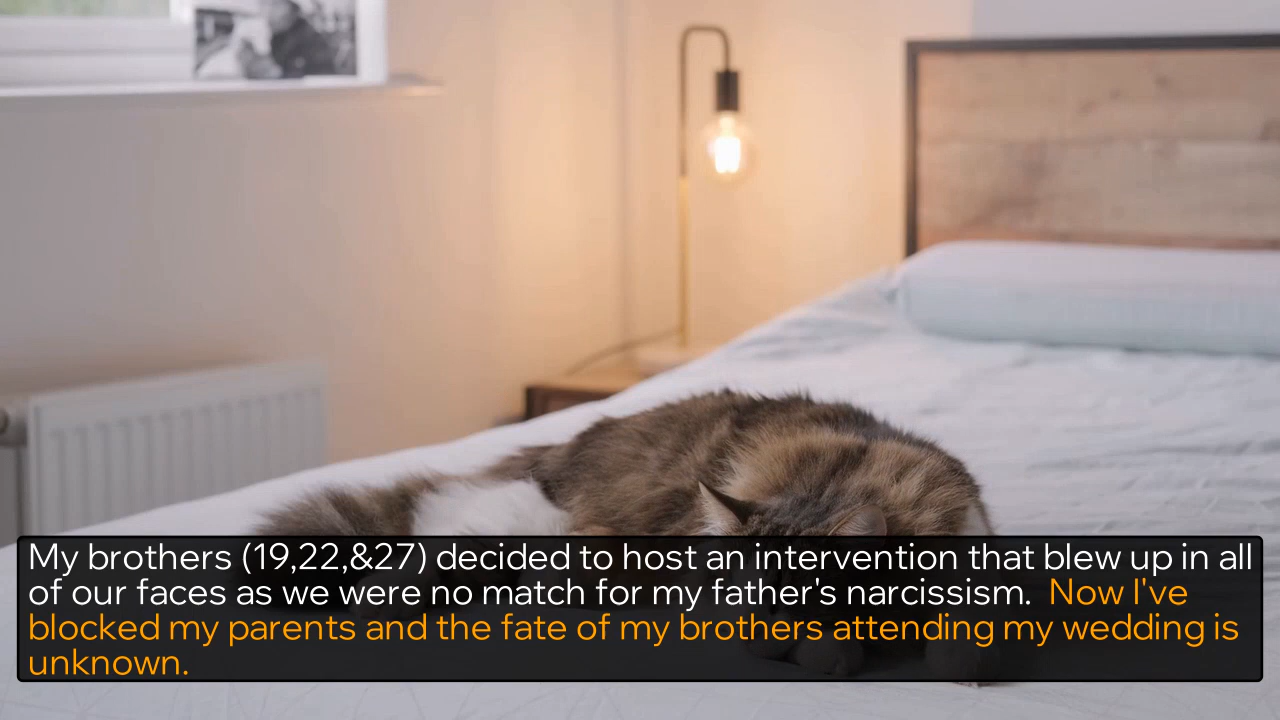 My brothers (19,22,&27) decided to host an intervention that blew up in all
of our faces as we were no match for my father's narcissism.  Now I've
blocked my parents and the fate of my brothers attending my wedding is
unknown.